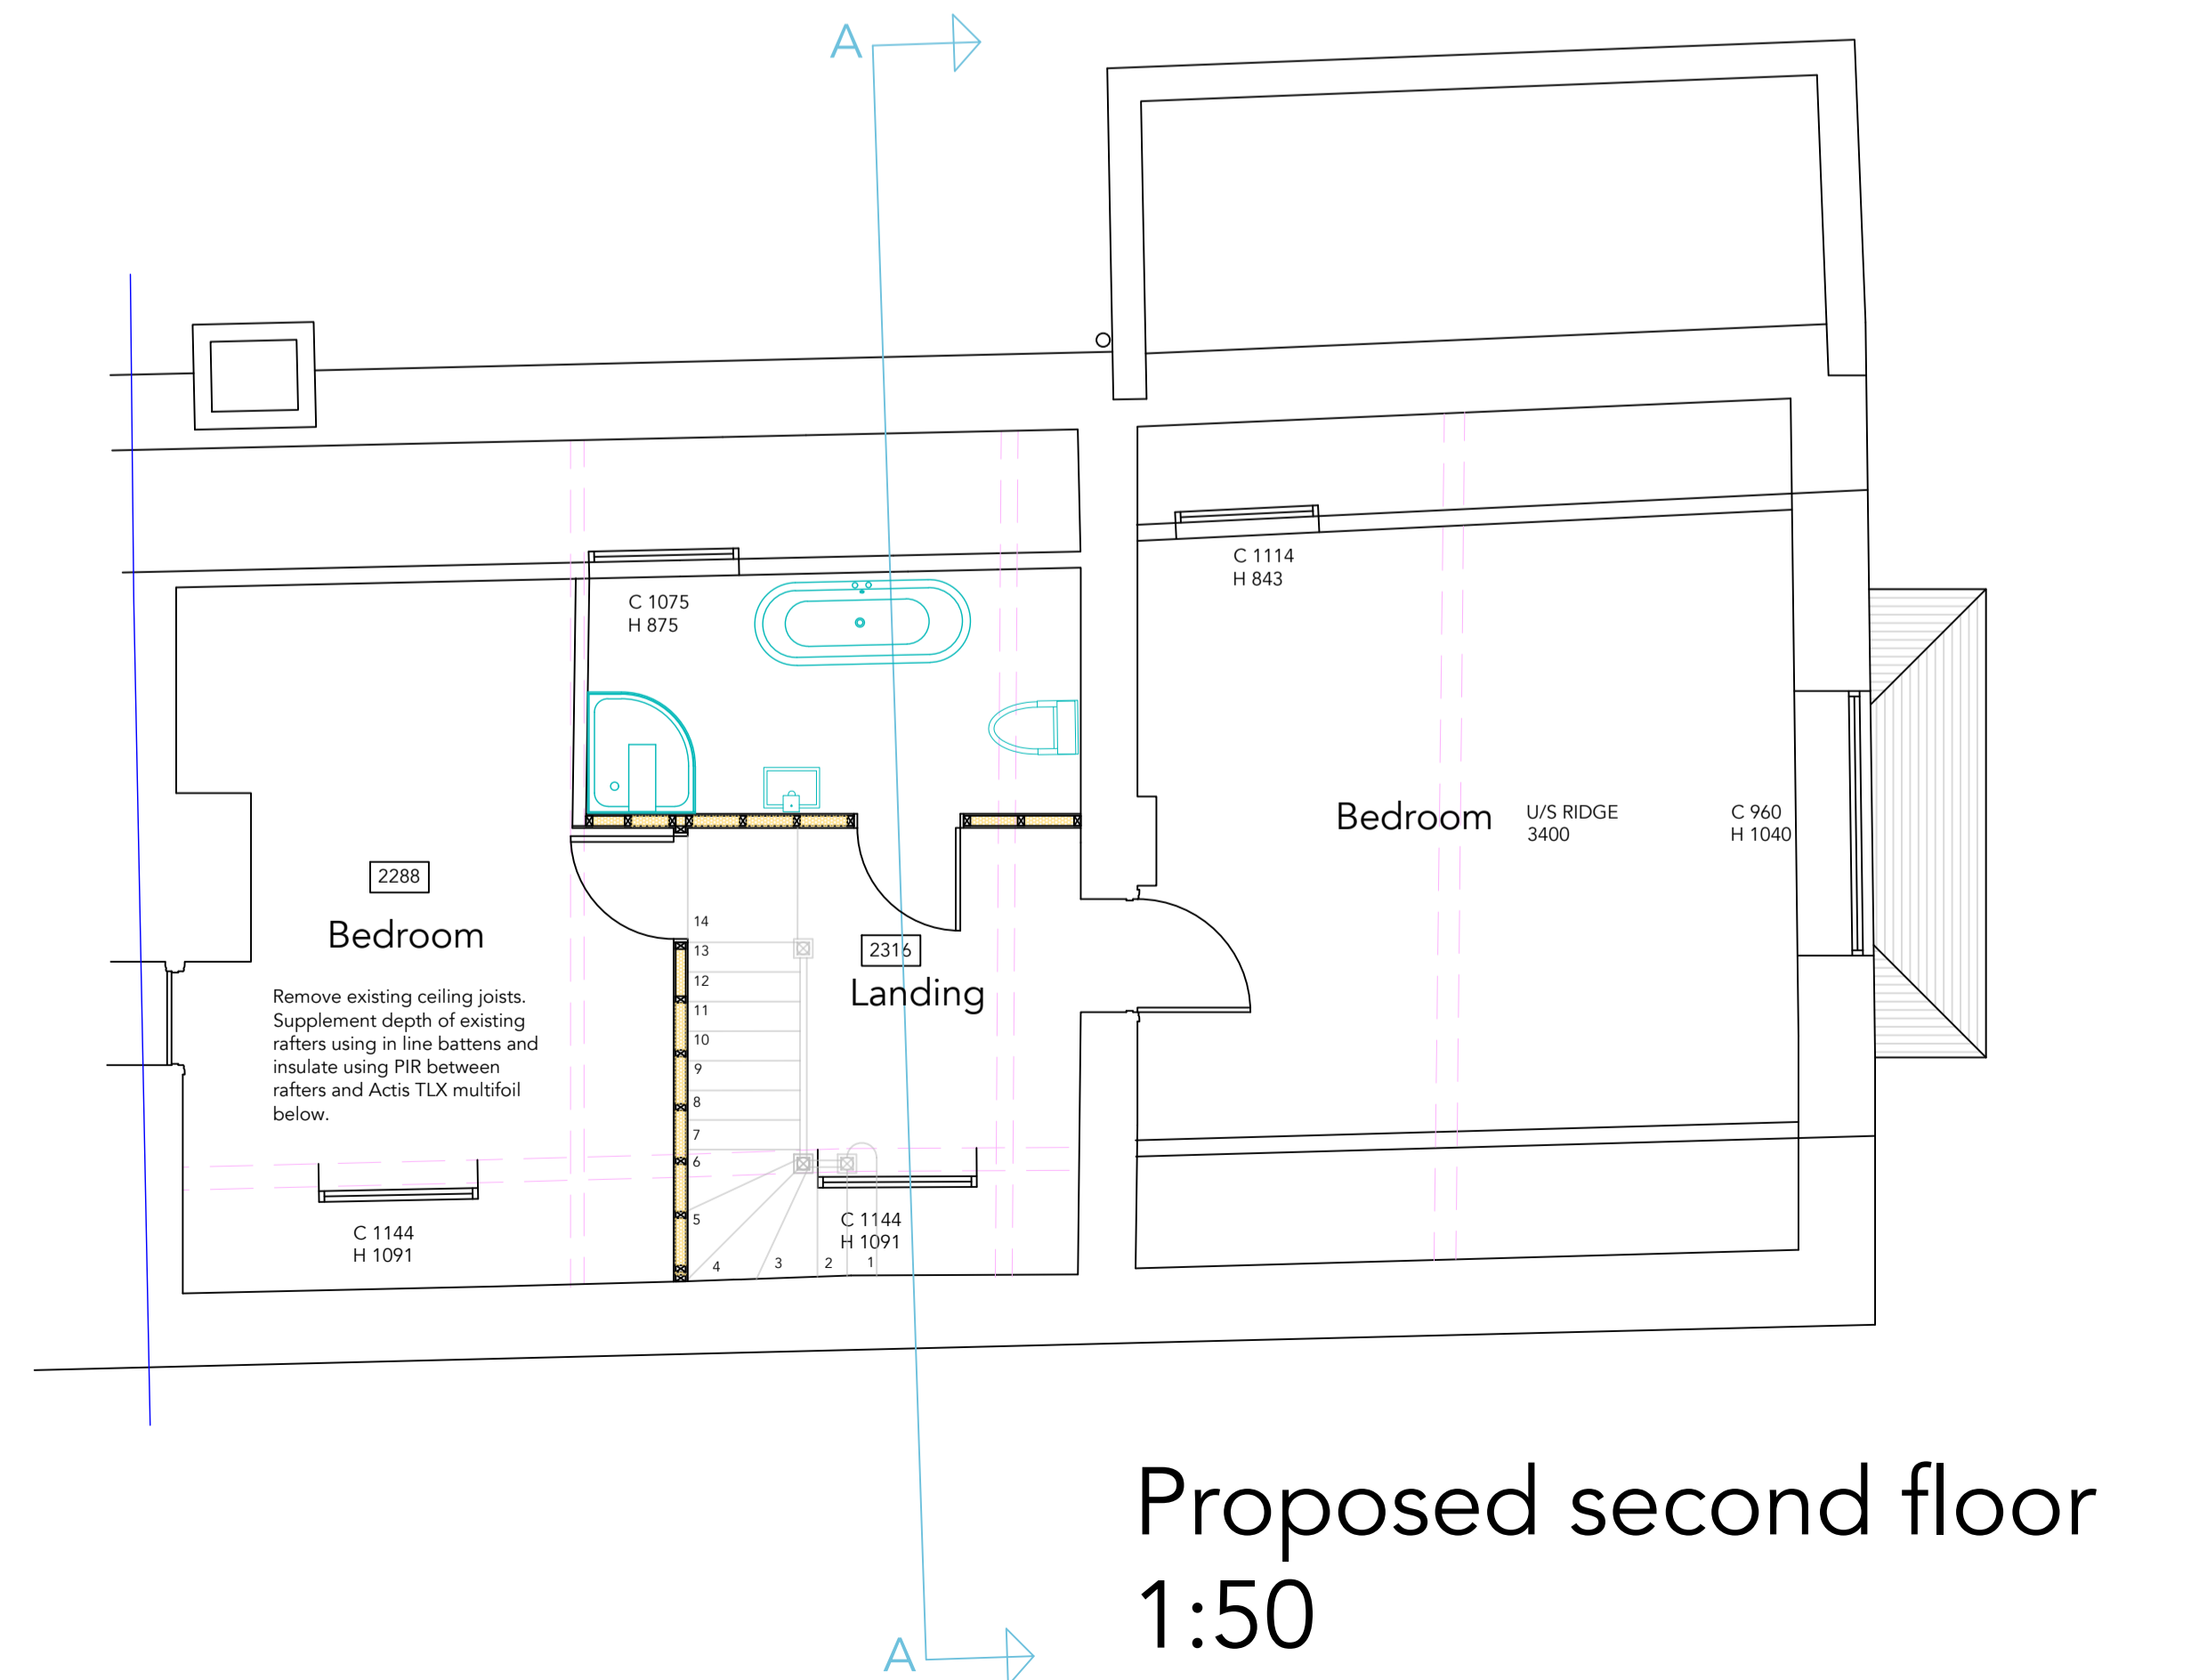 A
C 1114
H 843
C 1075
H 875
Bedroom
U/S RIDGE
3400
C 960
H 1040
2288
Bedroom
Remove existing ceiling joists.
Supplement depth of existing
rafters using in line battens and
insulate using PIR between
rafters and Actis TLX multifoil
below.
14
13
12
11
10
9
8
7
6
5
4
3
2
1
2316
Landing
C 1144
H 1091
C 1144
H 1091
Proposed second floor
1:50
A